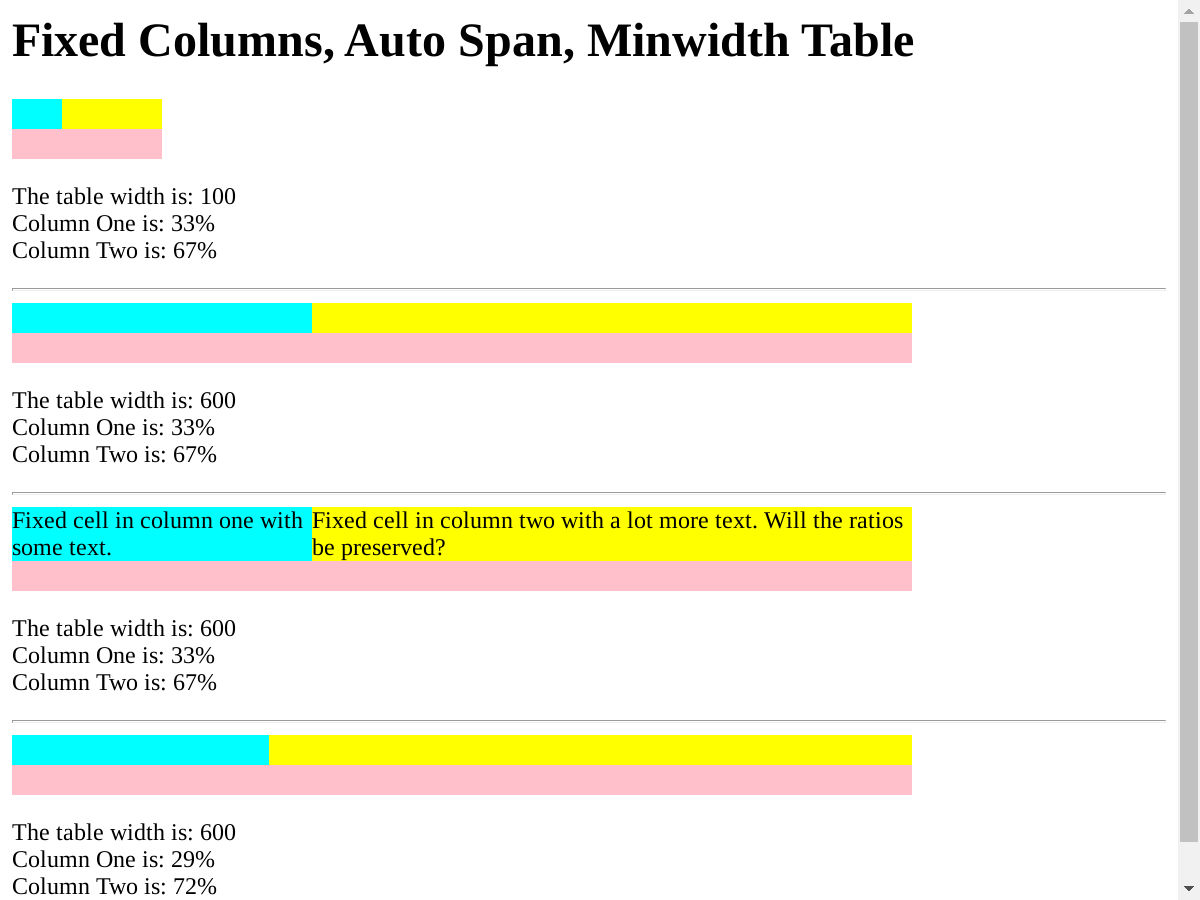 Fixed Columns, Auto Span, Minwidth Table
The table width is: 100
Column One is: 33%
Column Two is: 67%
The table width is: 600
Column One is: 33%
Column Two is: 67%
Fixed cell in column one with some text.
Fixed cell in column two with a lot more text. Will the ratios be preserved?
The table width is: 600
Column One is: 33%
Column Two is: 67%
The table width is: 600
Column One is: 29%
Column Two is: 72%